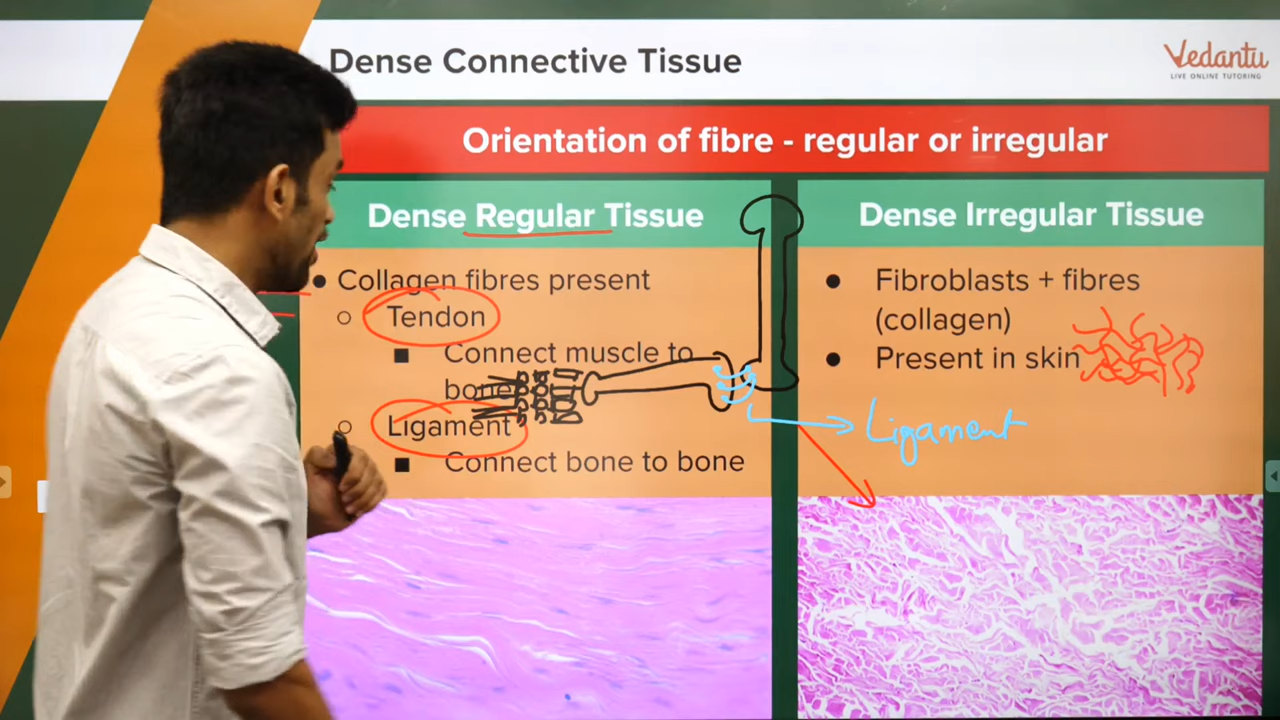 Dense Connective Tissue
Vedantu
LIVE ONLINE TUTORING
Orientation of fibre - regular or irregular
Dense Regular Tissue
Collagen fibres present
Tendon
Connect muscle to
bone
Ligament
Connect bone to bone
Dense Irregular Tissue
Fibroblasts + fibres
(collagen)
Present in skin
Ligament